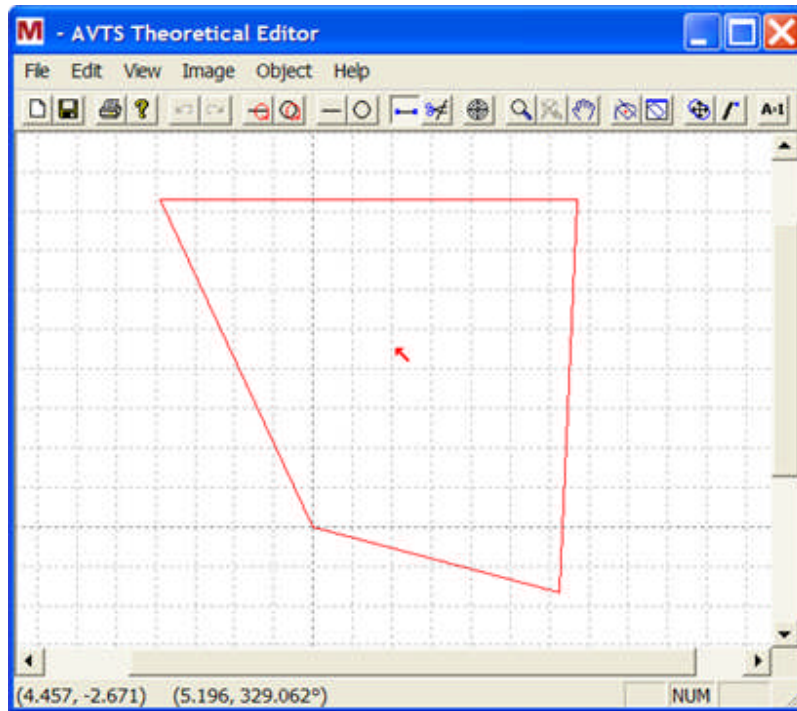 M - AVTS Theoretical Editor
File Edit View Image Object Help
A=1
(4.457, -2.671) (5.196, 329.062°) NUM